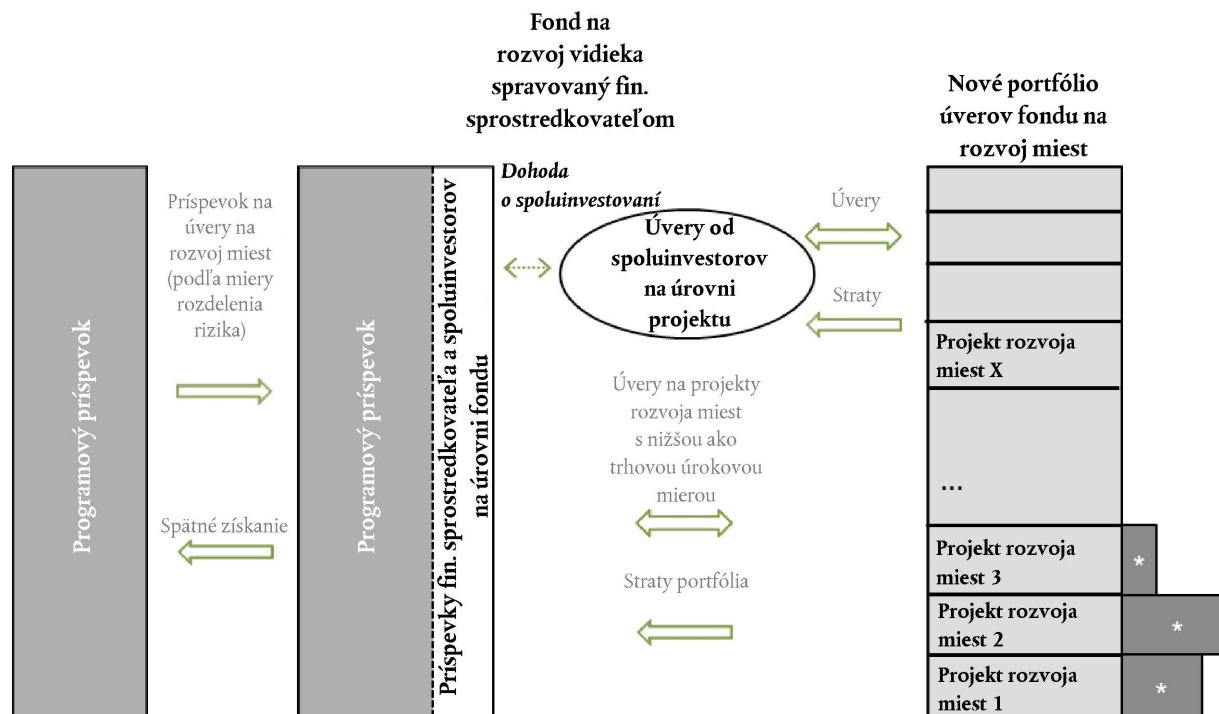 Fond na
rozvoj vidieka
spravovaný fin.
sprostredkovateľom
Nové portfólio
úverov fondu na
rozvoj miest
Programový príspevok
Príspevok na
úvery na
rozvoj miest
(podľa miery
rozdelenia
rizika)
Spätné získanie
Programový príspevok
Príspevky fin. sprostredkovateľa a spoluinvestorov
na úrovni fondu
Dohoda
o spoluinvestovaní
Úvery od
spoluinvestorov
na úrovni
projektu
Úvery
Straty
Úvery na projekty
rozvoja miest
s nižšou ako
trhovou úrokovou
mierou
Straty portfólia
Projekt rozvoja
miest X
...
Projekt rozvoja
miest 3
*
Projekt rozvoja
miest 2
*
Projekt rozvoja
miest 1
*